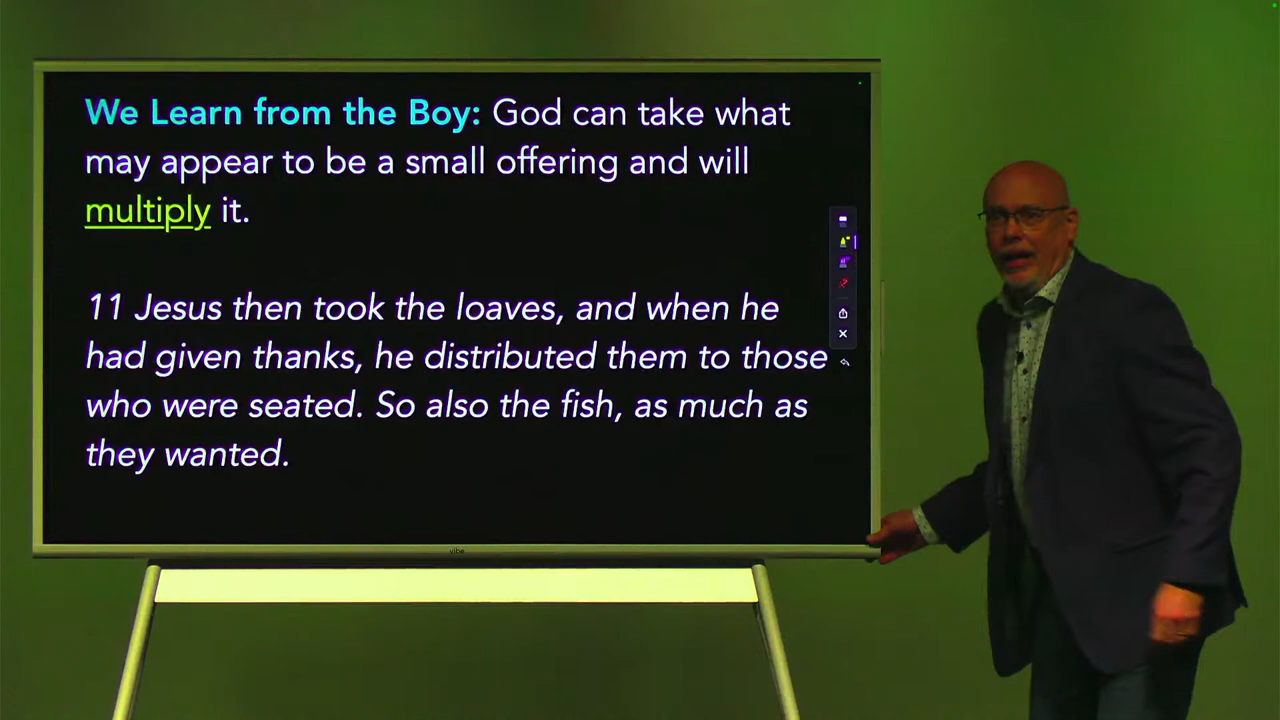 We Learn from the Boy: God can take what
may appear to be a small offering and will
multiply it.
11 Jesus then took the loaves, and when he
had given thanks, he distributed them to those
who were seated. So also the fish, as much as
they wanted.
vibe